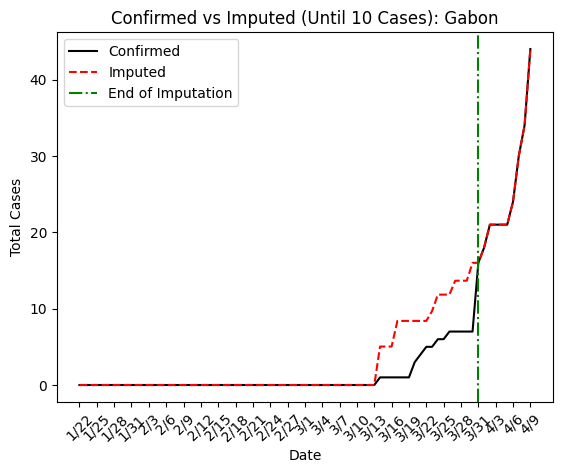 Confirmed vs Imputed (Until 10 Cases): Gabon
Confirmed
Imputed
End of Imputation
Total Cases
40
30
20
10
0
1/22 1/25 1/28 1/31 2/3 2/6 2/9 2/12 2/15 2/18 2/21 2/24 2/27 3/1 3/4 3/7 3/10 3/13 3/16 3/19 3/22 3/25 3/28 3/31 4/3 4/6 4/9
Date